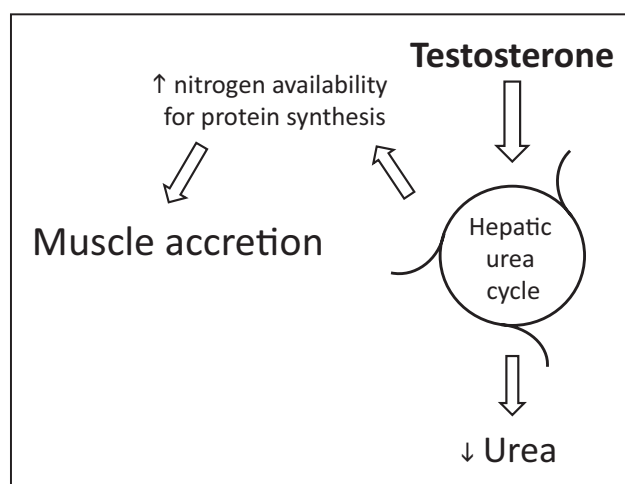 Testosterone
↑ nitrogen availability
for protein synthesis
Muscle accretion
Hepatic
urea
cycle
↓ Urea